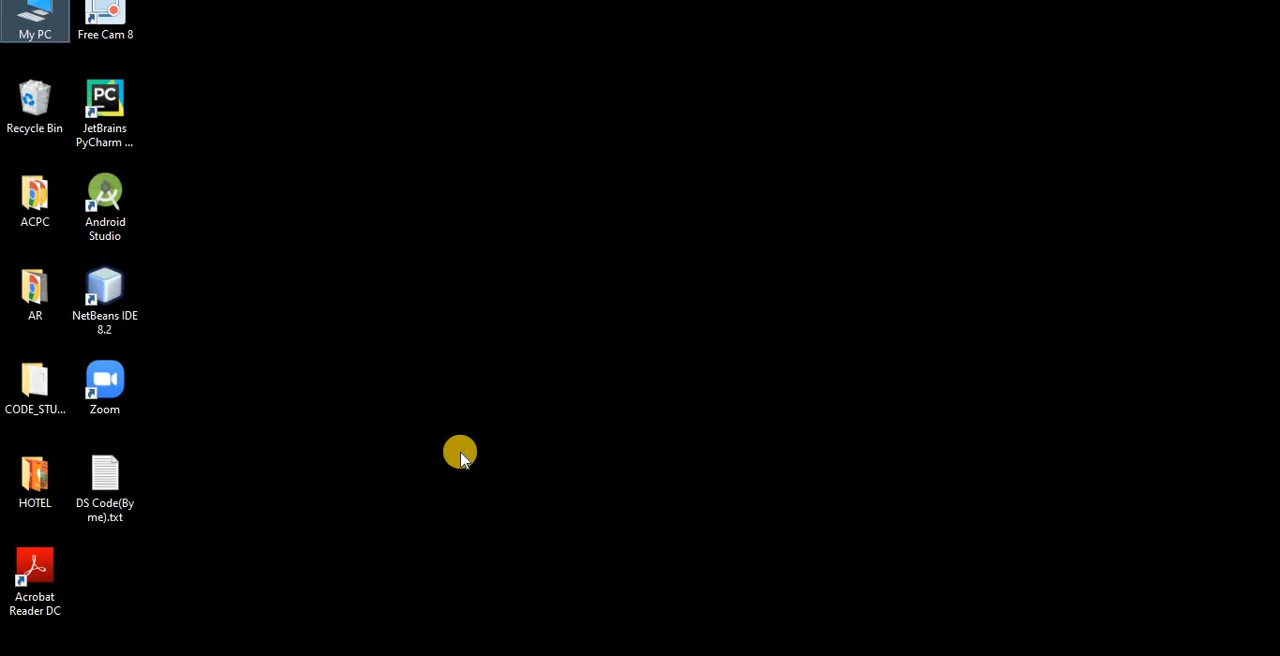 My PC
Free Cam 8
Recycle Bin
PC
JetBrains
PyCharm ...
ACPC
Android
Studio
AR
NetBeans IDE
8.2
CODE_STU...
Zoom
HOTEL
DS Code(By
me).txt
Acrobat
Reader DC